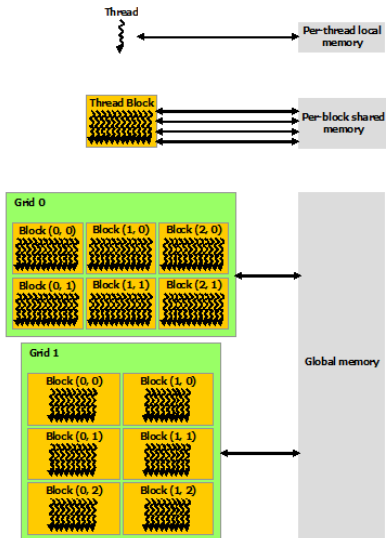 Thread
Per-thread local
memory
Thread Block
Per-block shared
memory
Grid 0
Block (0, 0) Block (1, 0) Block (2, 0)
Block (0, 1) Block (1, 1) Block (2, 1)
Grid 1
Global memory
Block (0, 0) Block (1, 0)
Block (0, 1) Block (1, 1)
Block (0, 2) Block (1, 2)